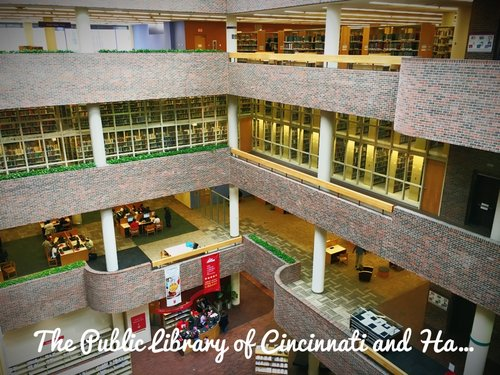 The Public Library of Cincinnati and Ha...